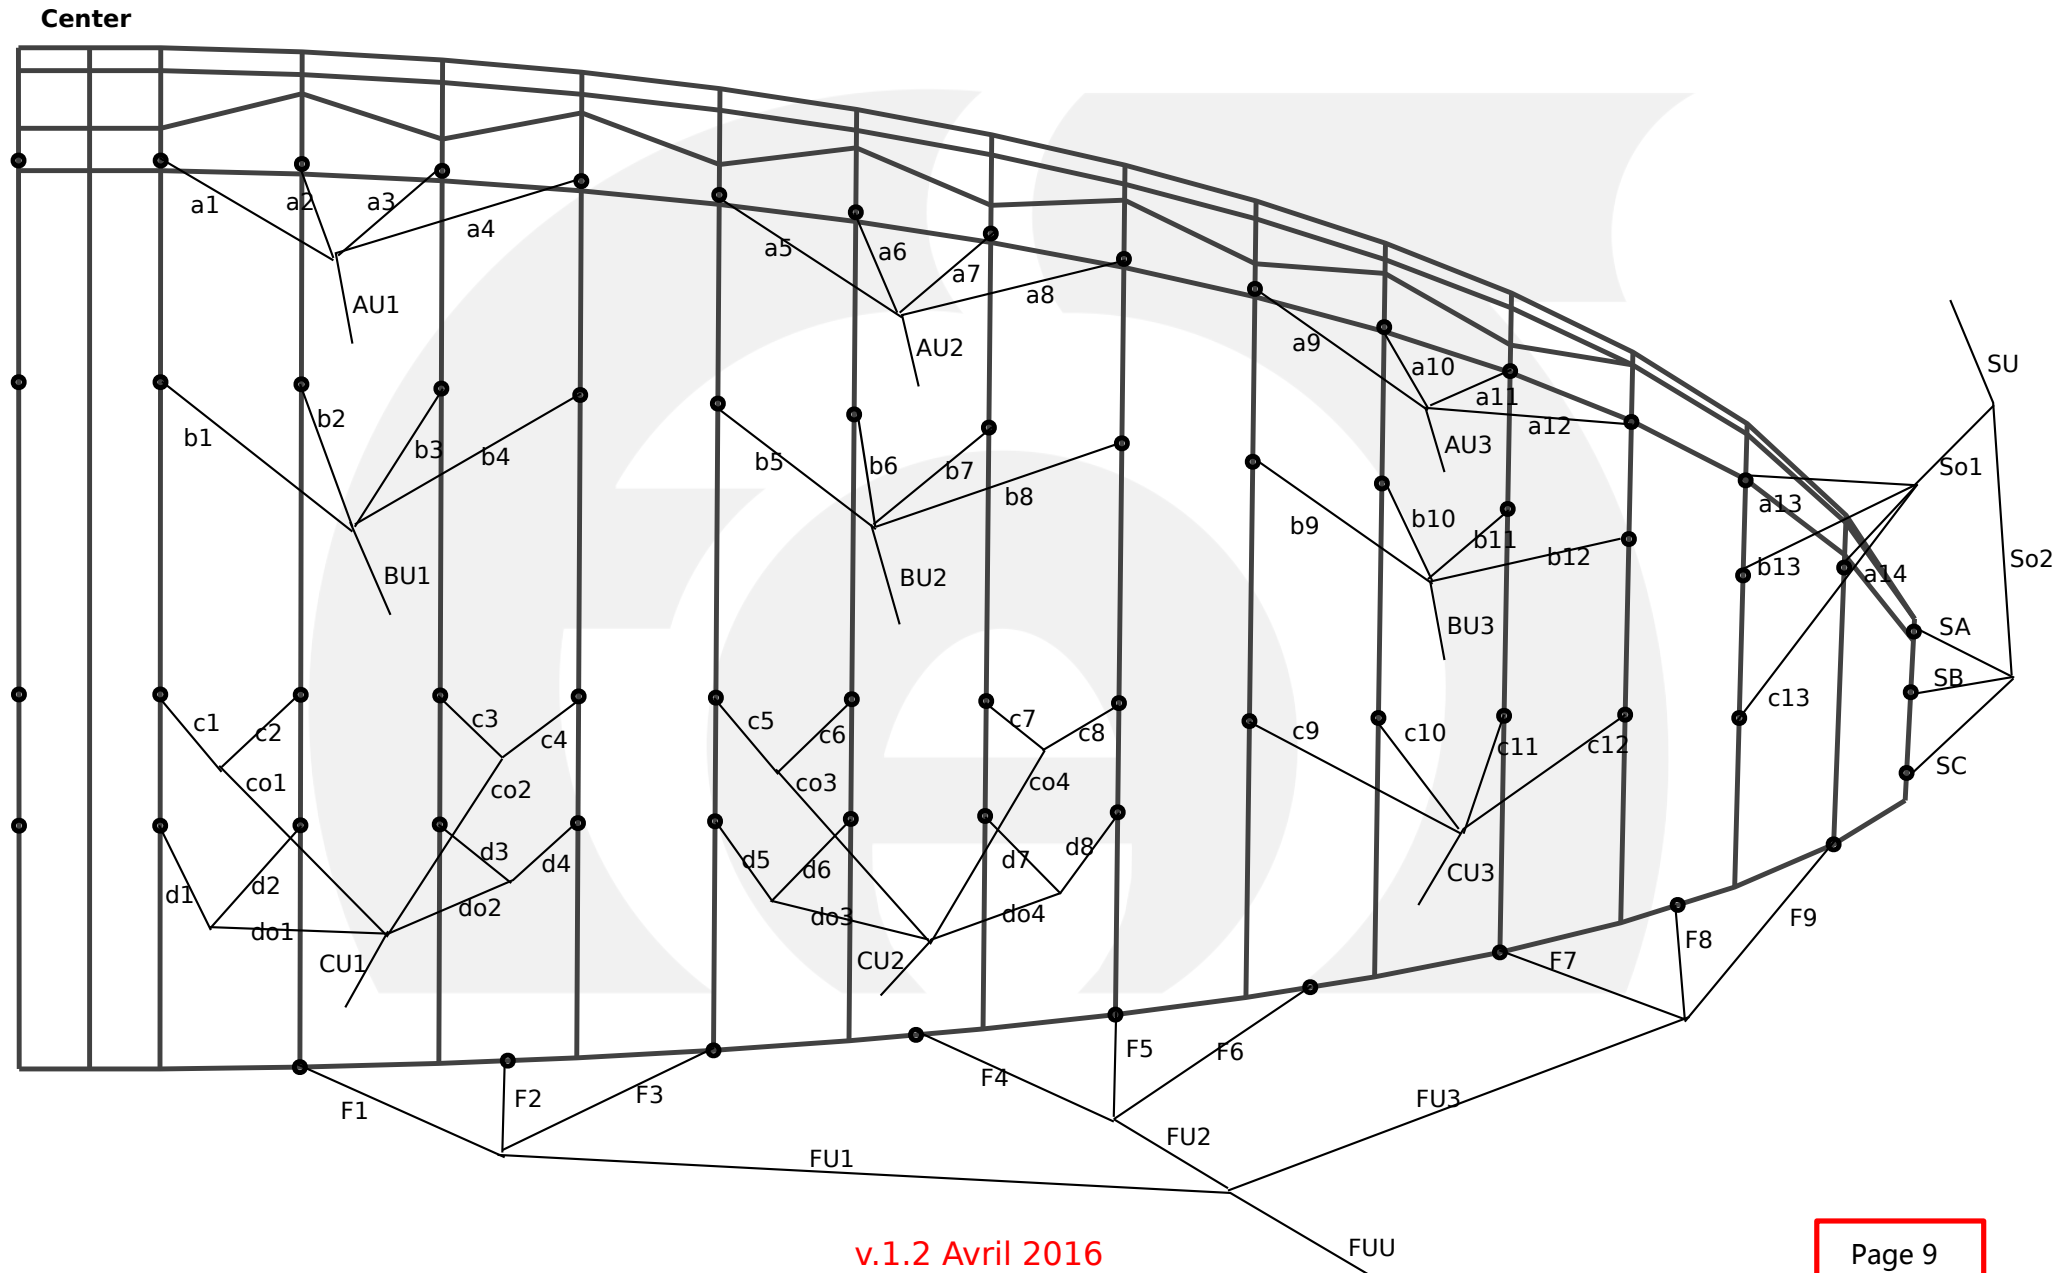 Center
a1 a2 a3 a4
AU1
a5 a6 a7 a8
AU2
a9 a10 a11 a12
AU3
SU
So1
a13
So2
b1 b2 b3 b4
BU1
b5 b6 b7 b8
BU2
b9 b10 b11 b12
BU3
b13 a14
SA
SB
SC
c1 c2 c3 c4
co1 co2
c5 c6 c7 c8
co3 co4
c9 c10 c11 c12
c13
d1 d2 d3 d4
do1 do2
CU1
d5 d6 d7 d8
do3 do4
CU2
CU3
F1 F2 F3
F4 F5 F6
F7 F8 F9
FU1 FU2 FU3
FUU
v.1.2 Avril 2016
Page 9